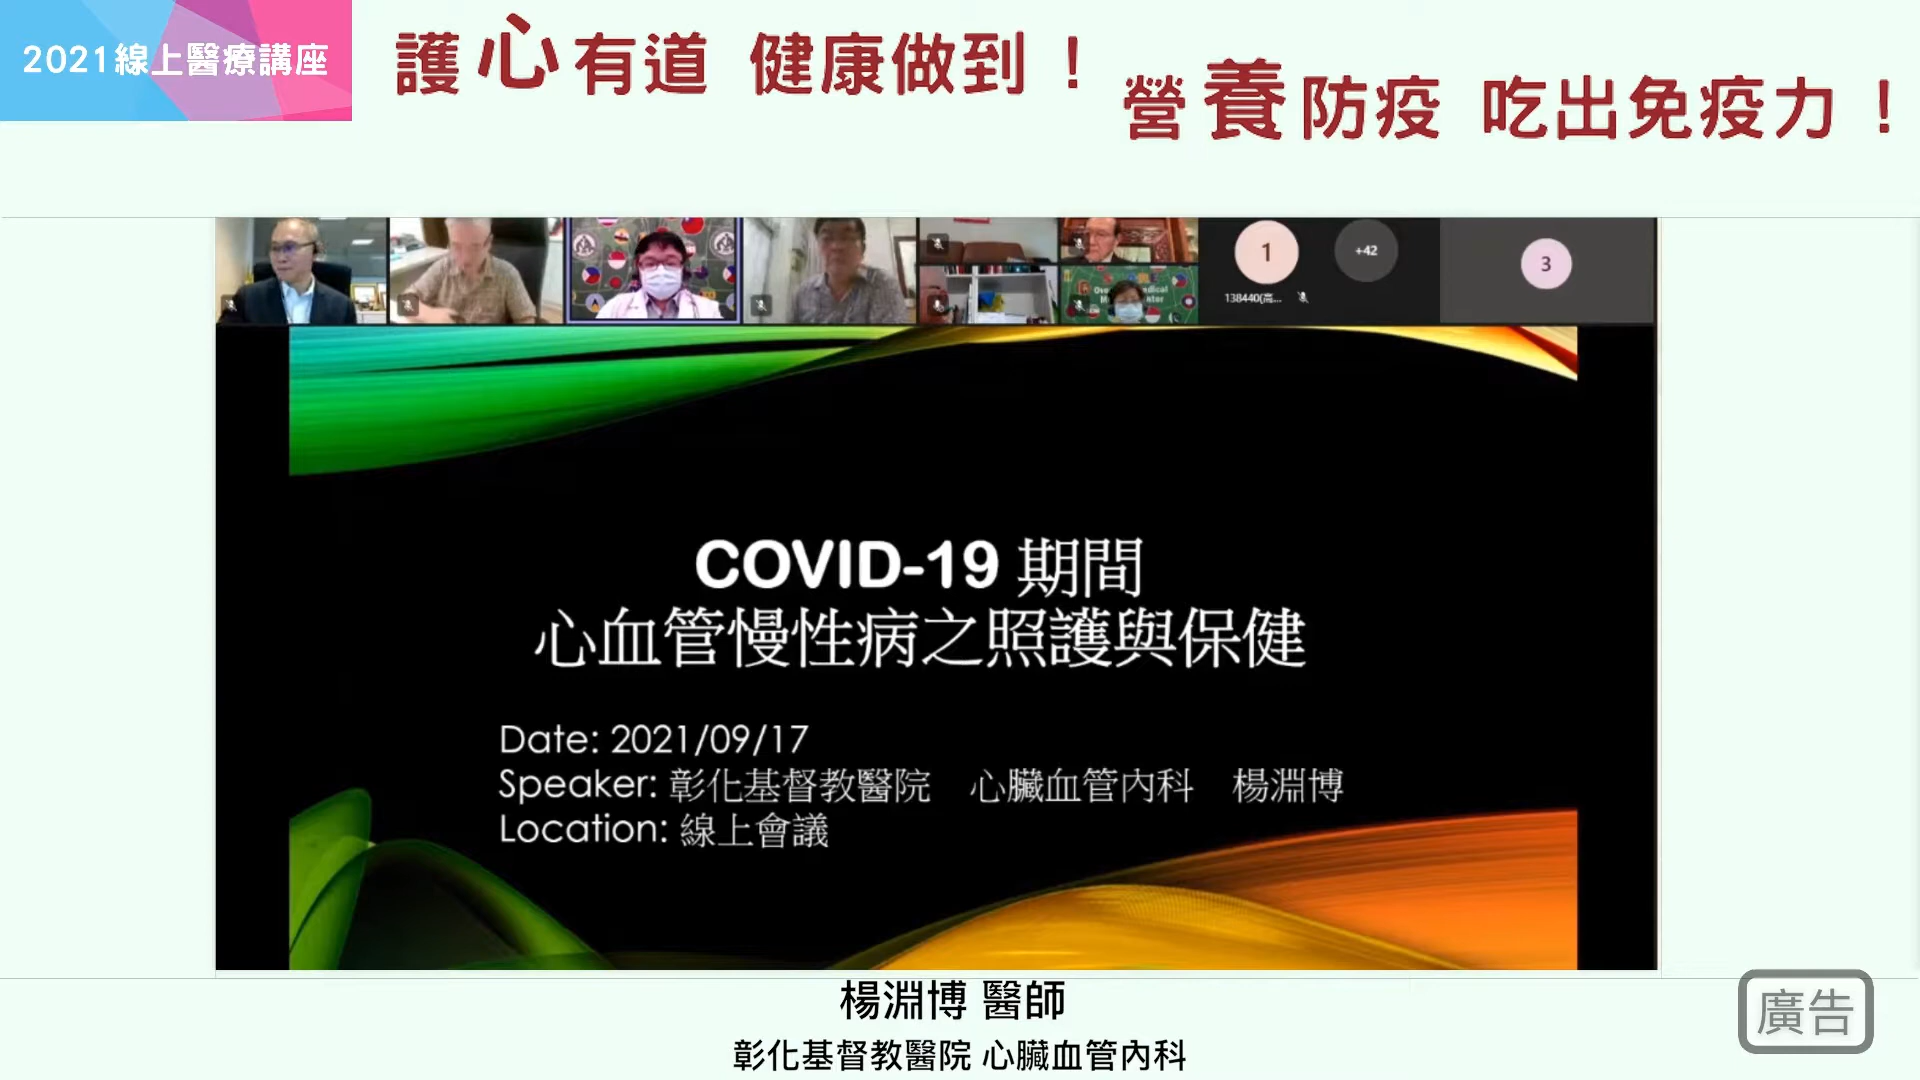 2021線上醫療講座
護心有道 健康做到！
營養防疫 吃出免疫力！
1
+42
3
138440(高...
COVID-19 期間
心血管慢性病之照護與保健
Date: 2021/09/17
Speaker: 彰化基督教醫院 心臟血管內科 楊淵博
Location: 線上會議
楊淵博 醫師
彰化基督教醫院 心臟血管內科
廣告